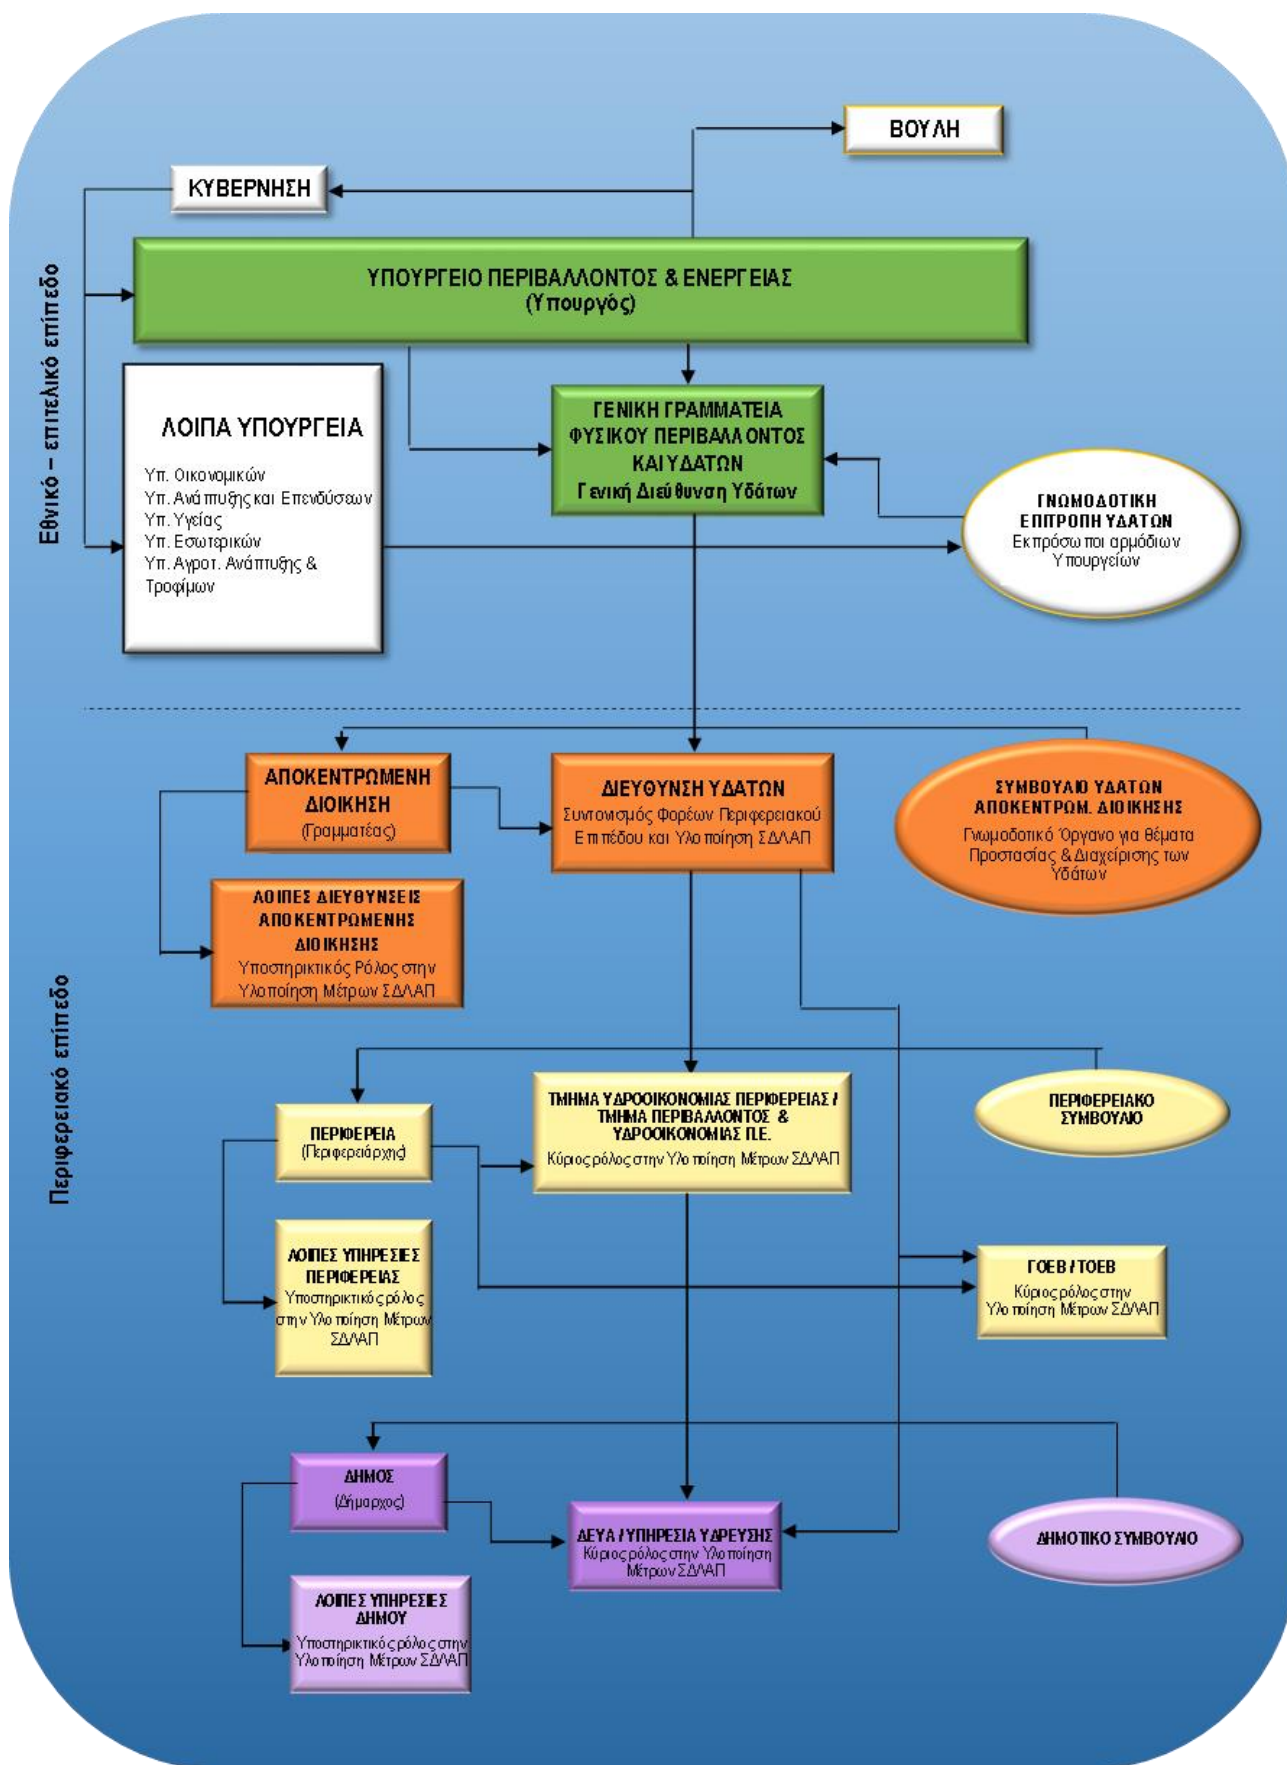 ΒΟΥΛΗ
ΚΥΒΕΡΝΗΣΗ
Εθνικό – επιτελικό επίπεδο
ΥΠΟΥΡΓΕΙΟ ΠΕΡΙΒΑΛΛΟΝΤΟΣ & ΕΝΕΡΓΕΙΑΣ
(Υπουργός)
ΓΕΝΙΚΗ ΓΡΑΜΜΑΤΕΙΑ
ΦΥΣΙΚΟΥ ΠΕΡΙΒΑΛΛΟΝΤΟΣ
ΚΑΙ ΥΔΑΤΩΝ
Γενική Διεύθυνση Υδάτων
ΛΟΙΠΑ ΥΠΟΥΡΓΕΙΑ
Υπ. Οικονομικών
Υπ. Ανάπτυξης και Επενδύσεων
Υπ. Υγείας
Υπ. Εσωτερικών
Υπ. Αγροτ. Ανάπτυξης &
Τροφίμων
ΓΝΩΜΟΔΟΤΙΚΗ
ΕΠΙΤΡΟΠΗ ΥΔΑΤΩΝ
Εκπρόσωποι αρμόδιων
Υπουργείων
Περιφερειακό επίπεδο
ΑΠΟΚΕΝΤΡΩΜΕΝΗ
ΔΙΟΙΚΗΣΗ
(Γραμματέας)
ΔΙΕΥΘΥΝΣΗ ΥΔΑΤΩΝ
Συντονισμός Φορέων Περιφερειακού
Επιπέδου και Υλοποίηση ΣΔΛΑΠ
ΣΥΜΒΟΥΛΙΟ ΥΔΑΤΩΝ
ΑΠΟΚΕΝΤΡΩΜ. ΔΙΟΙΚΗΣΗΣ
Γνωμοδοτικό Όργανο για θέματα
Προστασίας & Διαχείρισης των
Υδάτων
ΛΟΙΠΕΣ ΔΙΕΥΘΥΝΣΕΙΣ
ΑΠΟΚΕΝΤΡΩΜΕΝΗΣ
ΔΙΟΙΚΗΣΗΣ
Υποστηρικτικός Ρόλος στην
Υλοποίηση Μέτρων ΣΔΛΑΠ
ΤΜΗΜΑ ΥΔΡΟΟΙΚΟΝΟΜΙΑΣ ΠΕΡΙΦΕΡΕΙΑΣ /
ΤΜΗΜΑ ΠΕΡΙΒΑΛΛΟΝΤΟΣ &
ΥΔΡΟΟΙΚΟΝΟΜΙΑΣ Π.Ε.
Κύριος ρόλος στην Υλοποίηση Μέτρων ΣΔΛΑΠ
ΠΕΡΙΦΕΡΕΙΑΚΟ
ΣΥΜΒΟΥΛΙΟ
ΠΕΡΙΦΕΡΕΙΑ
(Περιφερειάρχης)
ΛΟΙΠΕΣ ΥΠΗΡΕΣΙΕΣ
ΠΕΡΙΦΕΡΕΙΑΣ
Υποστηρικτικός ρόλος
στην Υλοποίηση Μέτρων
ΣΔΛΑΠ
ΓΟΕΒ / ΤΟΕΒ
Κύριος ρόλος στην
Υλοποίηση Μέτρων ΣΔΛΑΠ
ΔΗΜΟΣ
(Δήμαρχος)
ΔΕΥΑ / ΥΠΗΡΕΣΙΑ ΥΔΡΕΥΣΗΣ
Κύριος ρόλος στην Υλοποίηση
Μέτρων ΣΔΛΑΠ
ΔΗΜΟΤΙΚΟ ΣΥΜΒΟΥΛΙΟ
ΛΟΙΠΕΣ ΥΠΗΡΕΣΙΕΣ
ΔΗΜΟΥ
Υποστηρικτικός ρόλος στην
Υλοποίηση Μέτρων ΣΔΛΑΠ